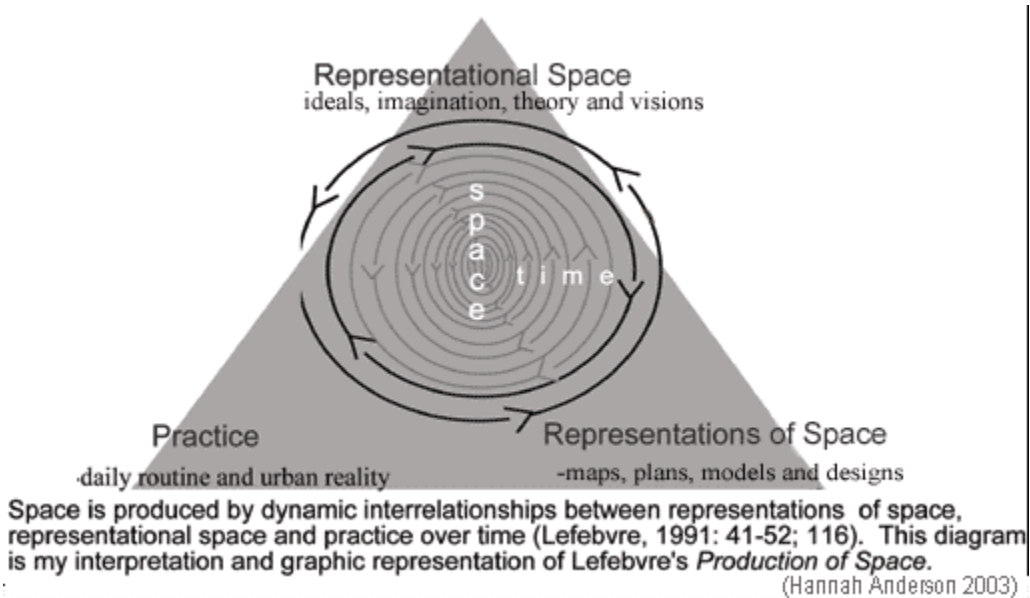 Representational Space
ideals, imagination, theory and visions
space
time
Practice
-daily routine and urban reality
Representations of Space
-maps, plans, models and designs
Space is produced by dynamic interrelationships between representations of space,
representational space and practice over time (Lefebvre, 1991: 41-52; 116). This diagram
is my interpretation and graphic representation of Lefebvre's Production of Space.
(Hannah Anderson 2003)